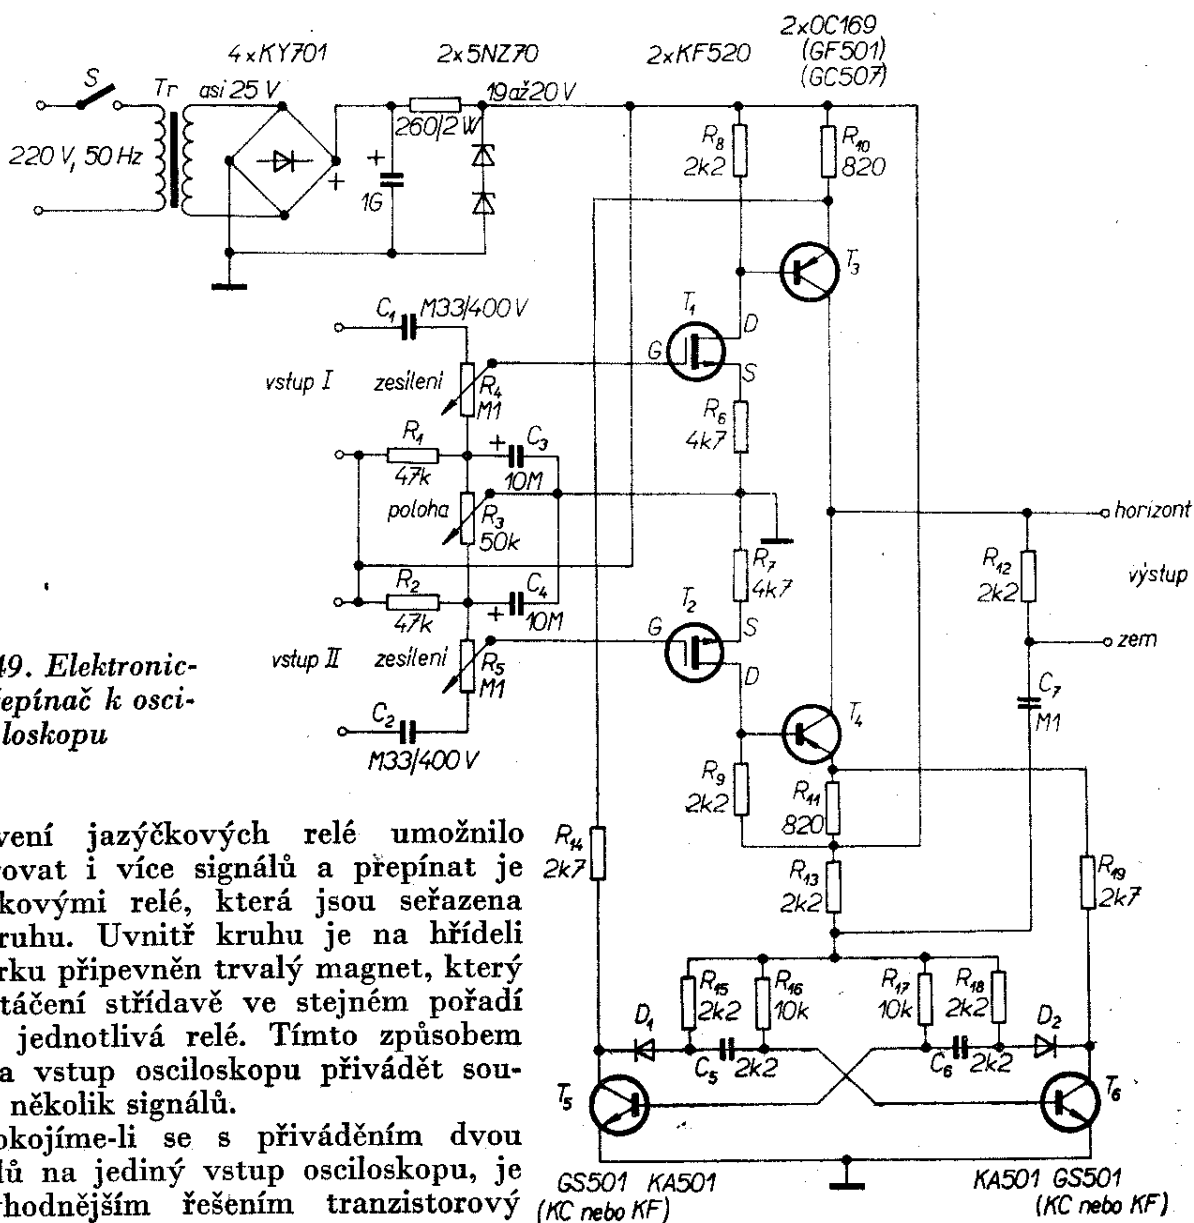 2xOC169
(GF501)
(GC507)
4xKY701
2x5NZ70
2xKF520
S
Tr
asi 25 V
19 až 20 V
260/2W
220 V, 50 Hz
+
+
1G
R8
2k2
R10
820
T3
C1
M33/400 V
T1
D
G
S
vstup I
zesílení
R4
M1
R6
4k7
R1
47k
+
C3
10M
poloha
R3
50k
horizont
R7
4k7
R12
2k2
výstup
R2
47k
+
C4
10M
T2
G
S
D
zem
vstup II
zesílení
R5
M1
C7
M1
C2
M33/400 V
T4
R9
2k2
R11
820
49. Elektronic-
epínač k osci-
loskopu
R14
2k7
R13
2k2
R19
2k7
vení jazýčkových relé umožnilo
rovat i více signálů a přepínat je
kovými relé, která jsou seřazena
ruhu. Uvnitř kruhu je na hřídeli
rku připevněn trvalý magnet, který
táčení střídavě ve stejném pořadí
jednotlivá relé. Tímto způsobem
a vstup osciloskopu přivádět sou-
několik signálů.
okojíme-li se s přiváděním dvou
lů na jediný vstup osciloskopu, je
hodnějším řešením tranzistorový
R15
2k2
R16
10k
R17
10k
R18
2k2
D1
D2
C5
2k2
C6
2k2
T5
T6
GS501 KA501
(KC nebo KF)
KA501 GS501
(KC nebo KF)